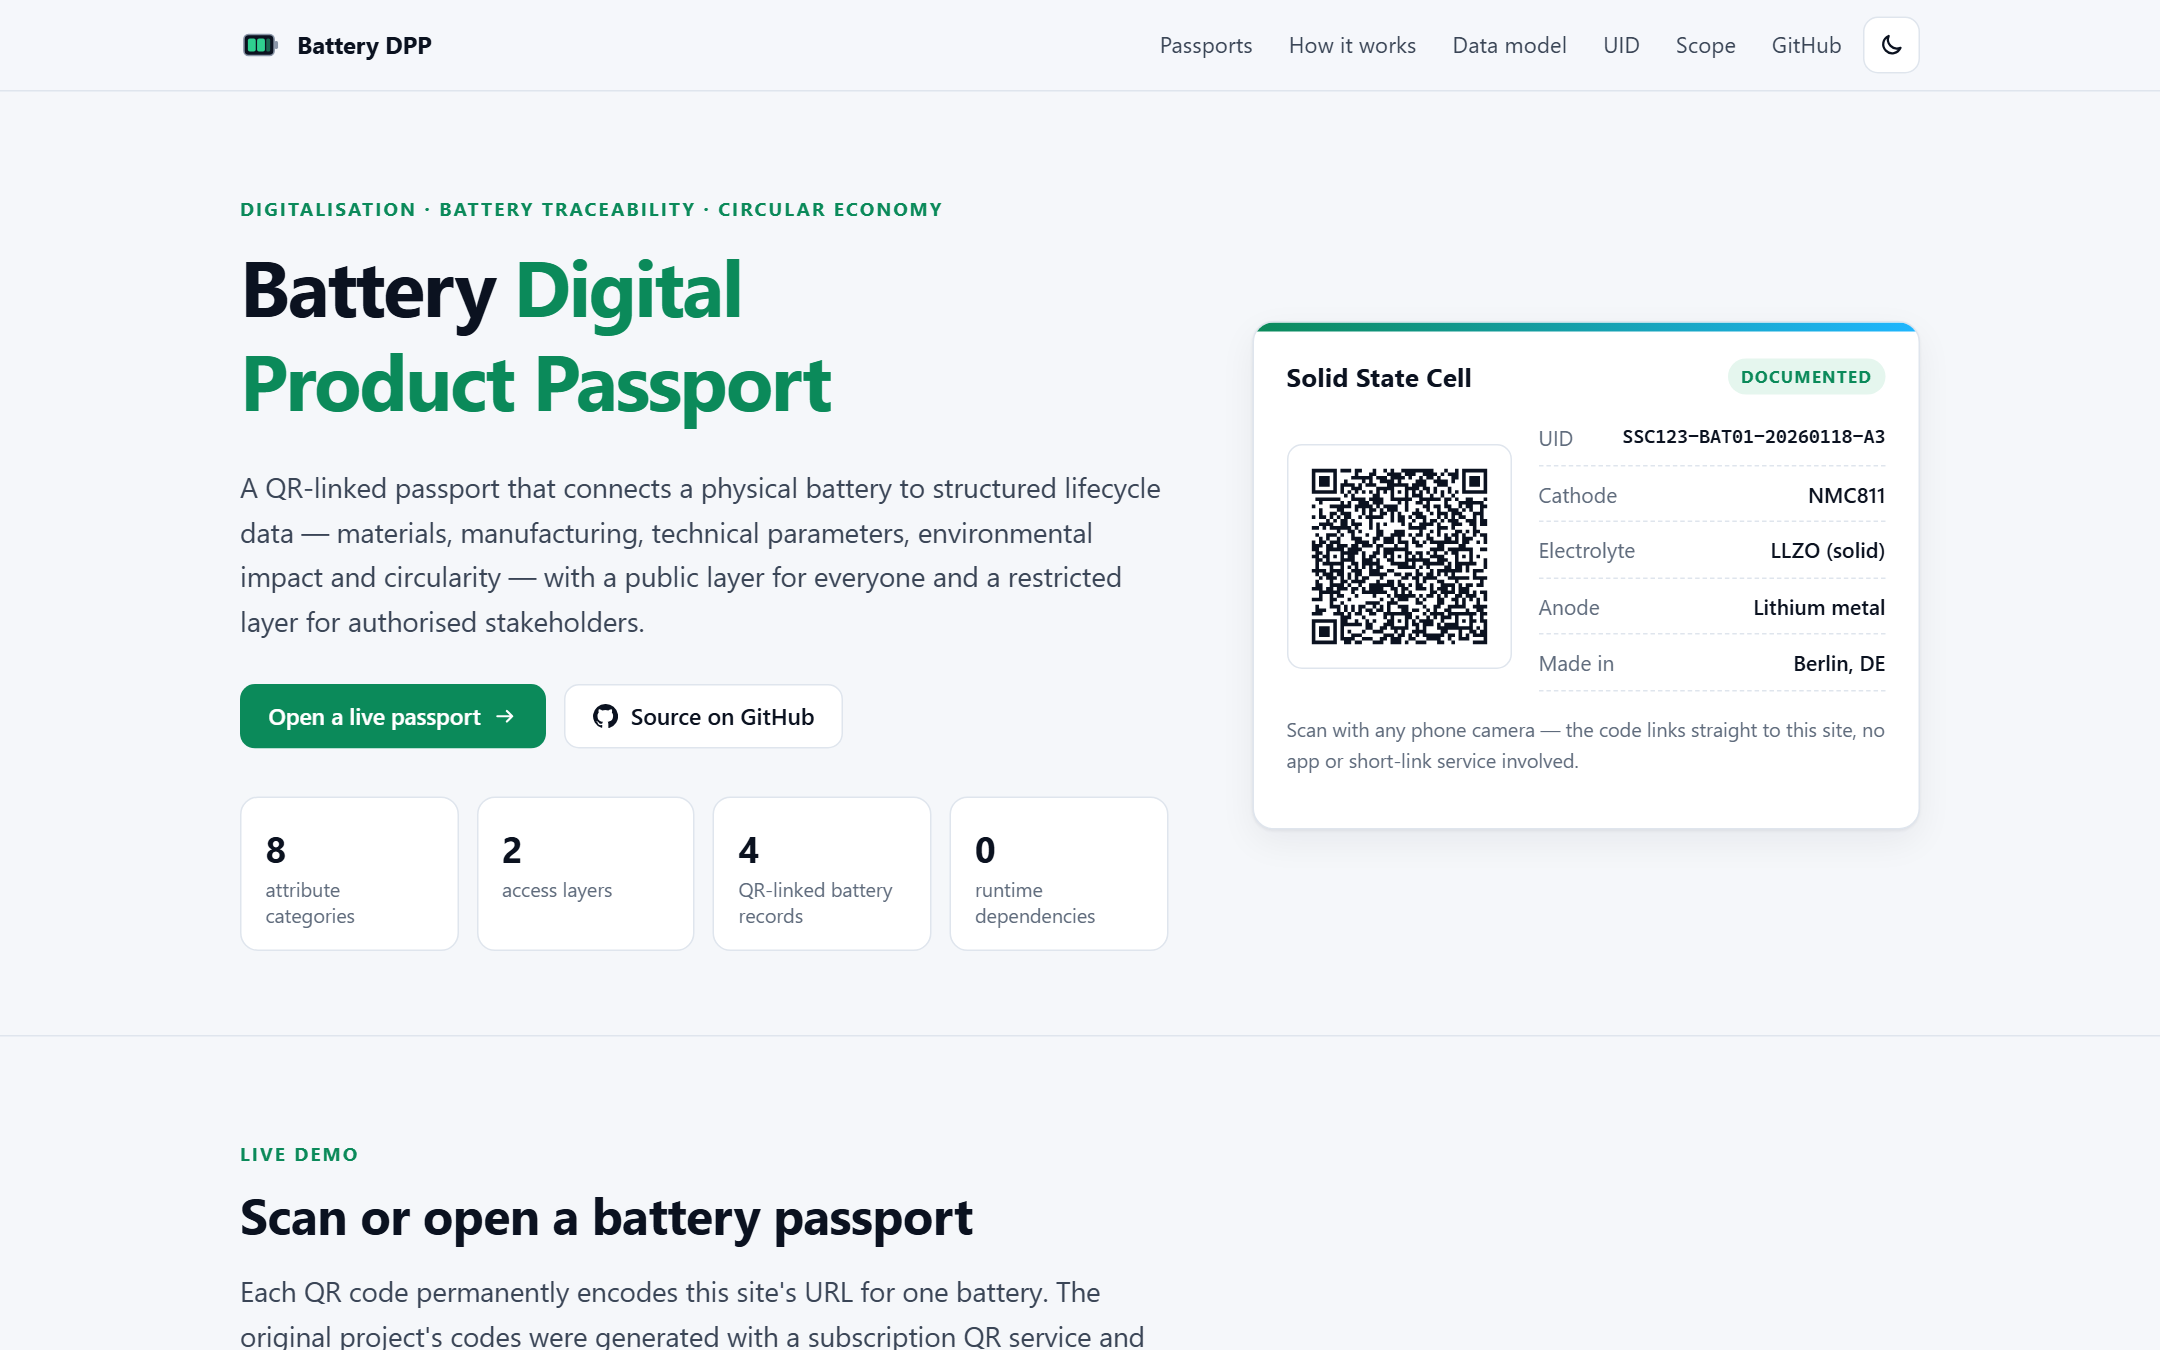 Battery DPP
Passports
How it works
Data model
UID
Scope
GitHub
DIGITALISATION · BATTERY TRACEABILITY · CIRCULAR ECONOMY
Battery Digital
Product Passport
A QR-linked passport that connects a physical battery to structured lifecycle
data — materials, manufacturing, technical parameters, environmental
impact and circularity — with a public layer for everyone and a restricted
layer for authorised stakeholders.
Open a live passport →
Source on GitHub
8
attribute
categories
2
access layers
4
QR-linked battery
records
0
runtime
dependencies
Solid State Cell
DOCUMENTED
UID SSC123-BAT01-20260118-A3
Cathode NMC811
Electrolyte LLZO (solid)
Anode Lithium metal
Made in Berlin, DE
Scan with any phone camera — the code links straight to this site, no
app or short-link service involved.
LIVE DEMO
Scan or open a battery passport
Each QR code permanently encodes this site's URL for one battery. The
original project's codes were generated with a subscription QR service and